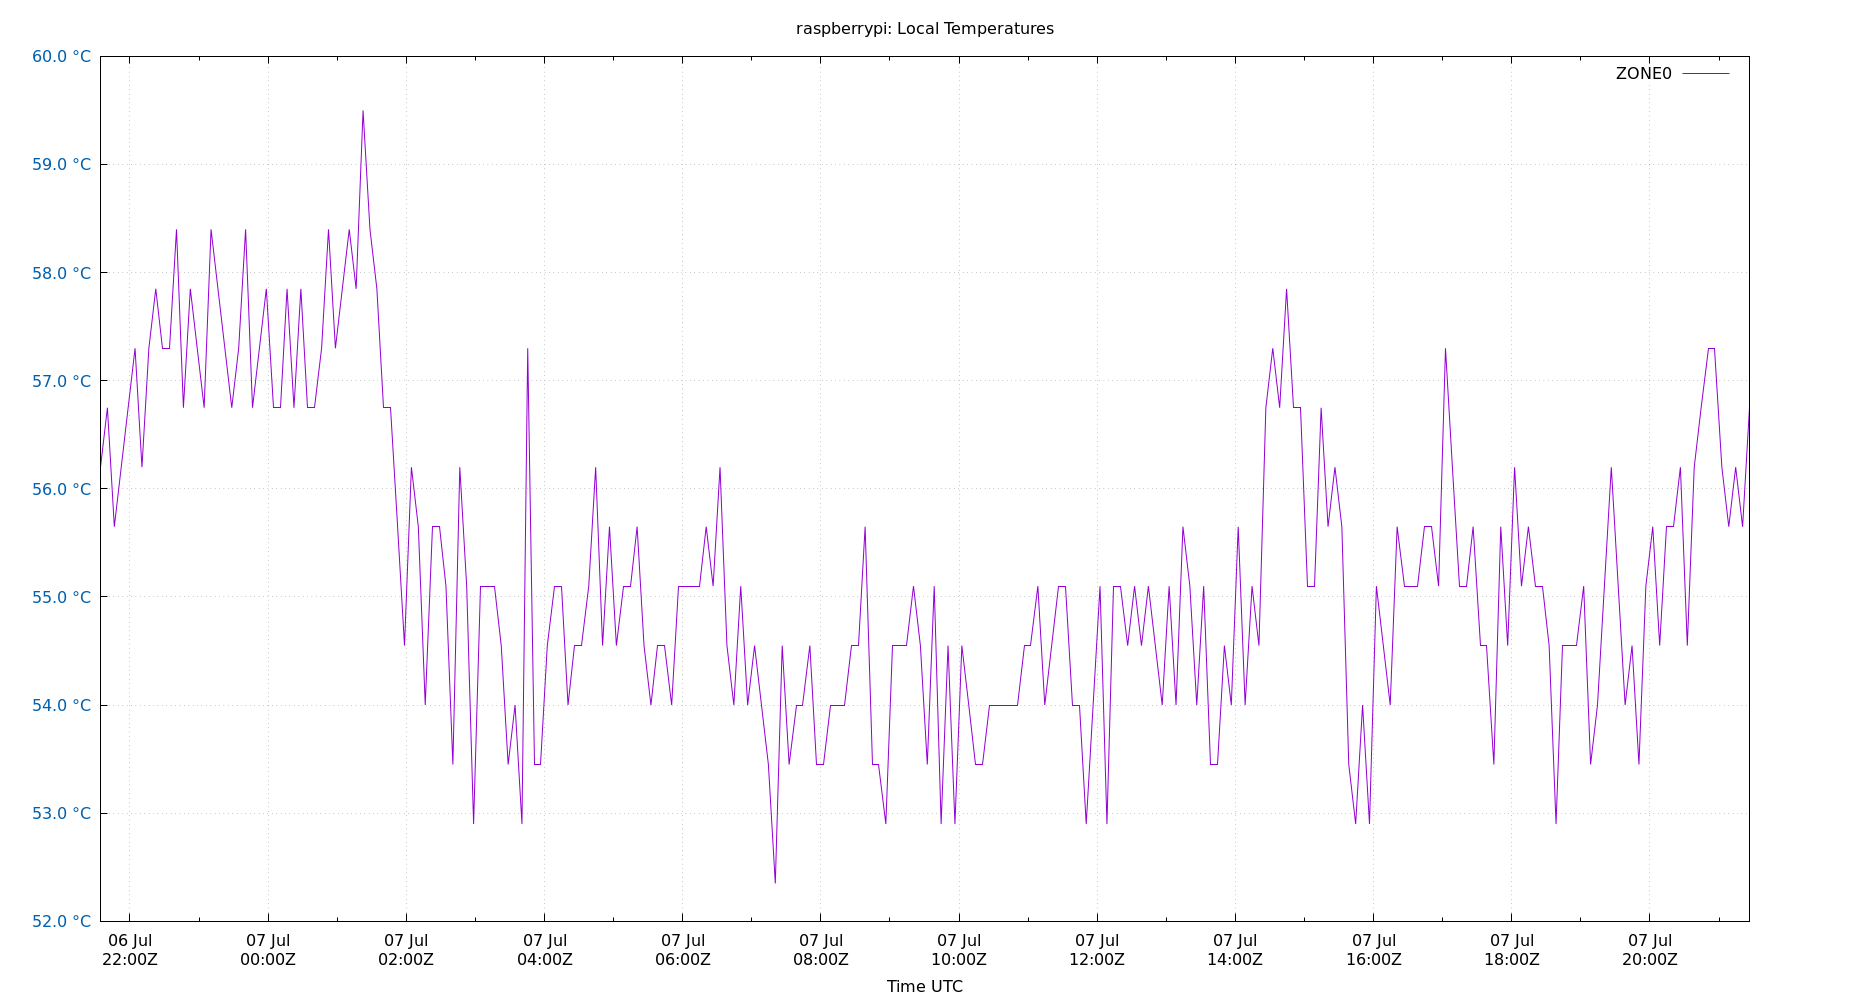 raspberrypi: Local Temperatures
60.0 °C
ZONE0
59.0 °C
58.0 °C
57.0 °C
56.0 °C
55.0 °C
54.0 °C
53.0 °C
52.0 °C
06 Jul 07 Jul 07 Jul 07 Jul 07 Jul 07 Jul 07 Jul 07 Jul 07 Jul 07 Jul 07 Jul 07 Jul
22:00Z 00:00Z 02:00Z 04:00Z 06:00Z 08:00Z 10:00Z 12:00Z 14:00Z 16:00Z 18:00Z 20:00Z
Time UTC